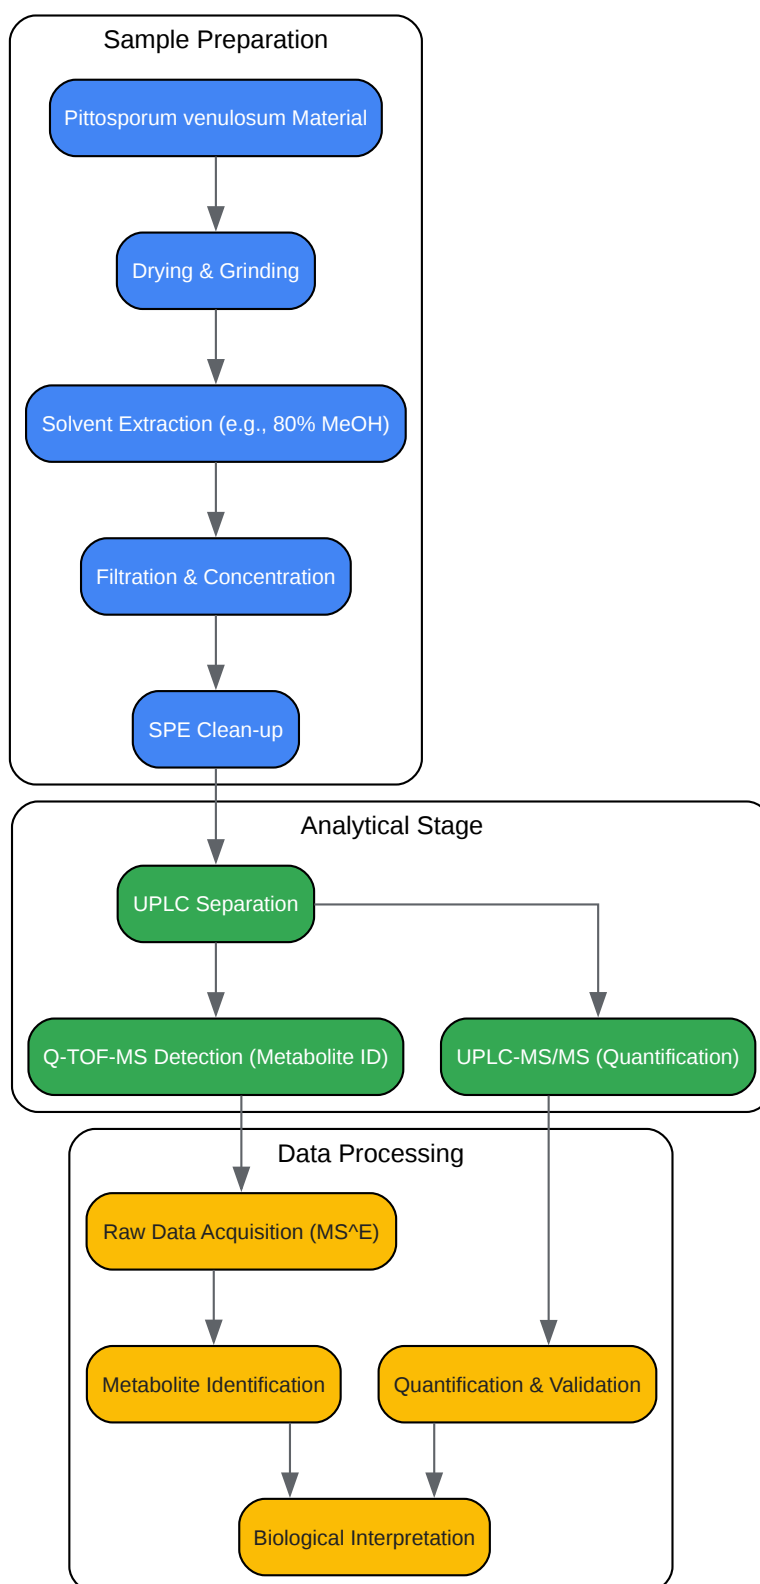 Sample Preparation
Pittosporum venulosum Material
Drying & Grinding
Solvent Extraction (e.g., 80% MeOH)
Filtration & Concentration
SPE Clean-up
Analytical Stage
UPLC Separation
Q-TOF-MS Detection (Metabolite ID)
UPLC-MS/MS (Quantification)
Data Processing
Raw Data Acquisition (MS^E)
Metabolite Identification
Quantification & Validation
Biological Interpretation